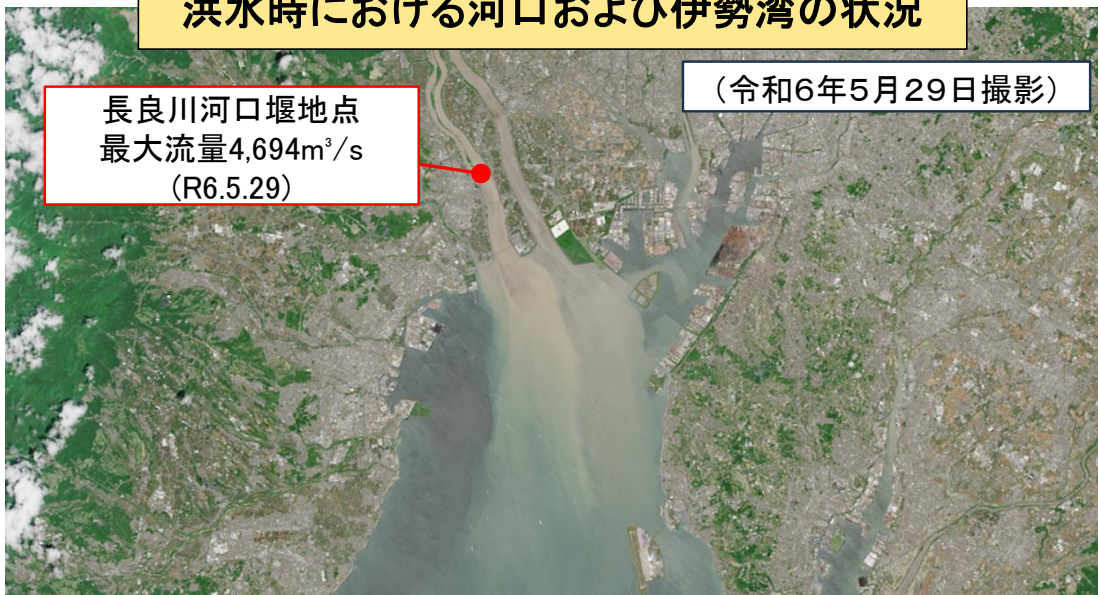 洪水時における河口および伊勢湾の状況
（令和6年5月29日撮影）
長良川河口堰地点
最大流量4,694m³/s
（R6.5.29）